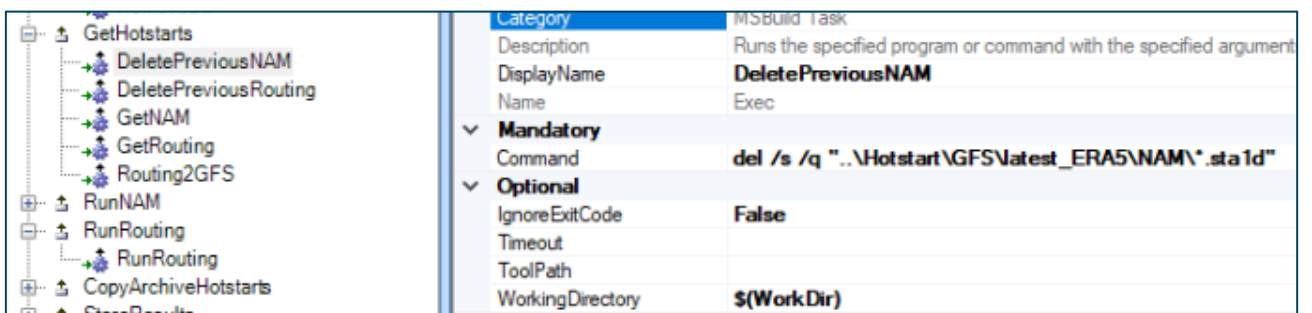 GetHotstarts
DeletePreviousNAM
DeletePreviousRouting
GetNAM
GetRouting
Routing2GFS
RunNAM
RunRouting
RunRouting
CopyArchiveHotstarts
StoreResults
Category MSBuild Task
Description Runs the specified program or command with the specified argument
DisplayName DeletePreviousNAM
Name Exec
Mandatory
Command del /s /q "..\Hotstart\GFS\latest_ERA5\NAM\*.sta1d"
Optional
IgnoreExitCode False
Timeout
ToolPath
WorkingDirectory $(WorkDir)